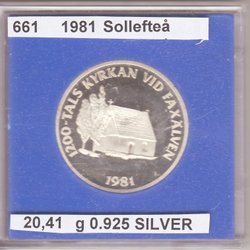 661 1981 Sollefteå
1200-TALS KYRKAN VID FAXÄLVEN
1981
20,41 g 0.925 SILVER